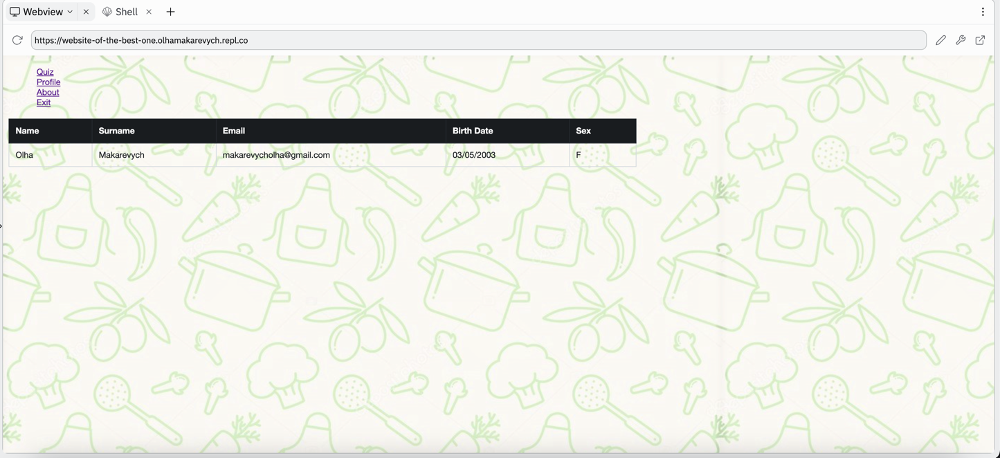 Webview Shell
https://website-of-the-best-one.olhamakarevych.repl.co
Quiz
Profile
About
Exit
Name Surname Email Birth Date Sex
Olha Makarevych makarevycholha@gmail.com 03/05/2003 F